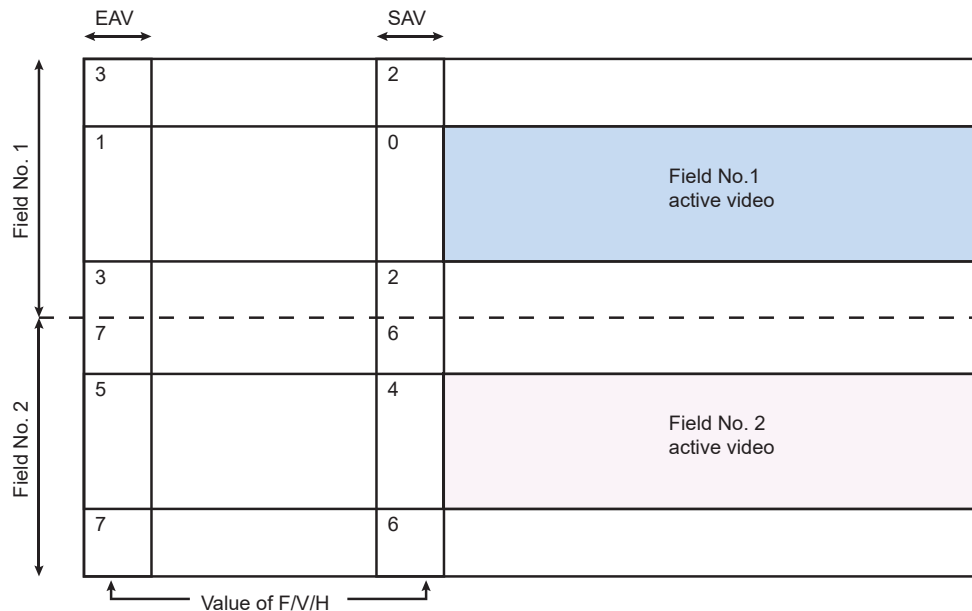 EAV
SAV
3
2
1
0
Field No.1
active video
Field No. 1
3
2
7
6
5
4
Field No. 2
active video
Field No. 2
7
6
Value of F/V/H